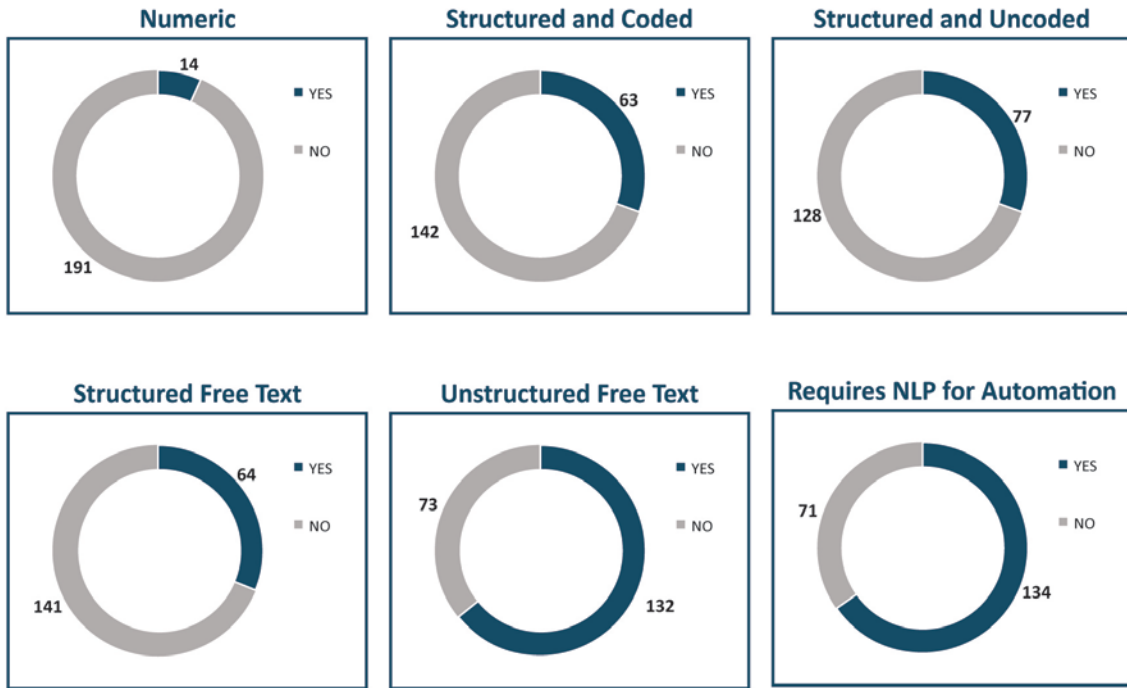 Numeric
14
YES
NO
191
Structured and Coded
63
YES
NO
142
Structured and Uncoded
77
YES
NO
128
Structured Free Text
64
YES
NO
141
Unstructured Free Text
73
YES
NO
132
Requires NLP for Automation
71
YES
NO
134